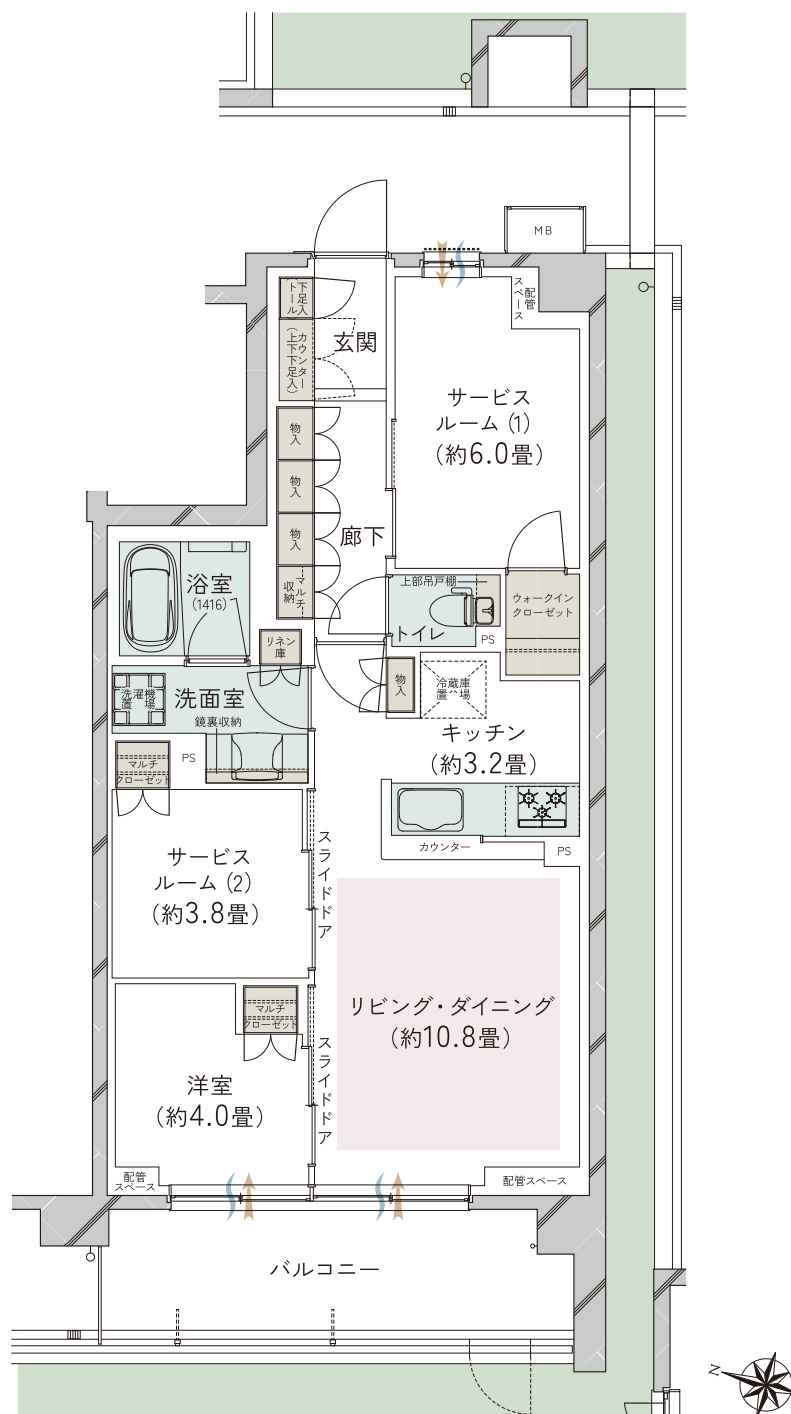 MB
下足入
トール
配管
スペース
カウンター
(上下下足入)
玄関
サービス
ルーム(1)
(約6.0畳)
物入
物入
物入
廊下
マルチ
収納
浴室
(1416)
上部吊戸棚
トイレ
PS
ウォークイン
クローゼット
リネン
庫
物入
冷蔵庫
置場
洗濯機
置場
洗面室
鏡裏収納
キッチン
(約3.2畳)
マルチ
クローゼット
PS
カウンター
PS
サービス
ルーム(2)
(約3.8畳)
スライドドア
リビング・ダイニング
(約10.8畳)
マルチ
クローゼット
スライドドア
洋室
(約4.0畳)
配管
スペース
配管スペース
バルコニー
N